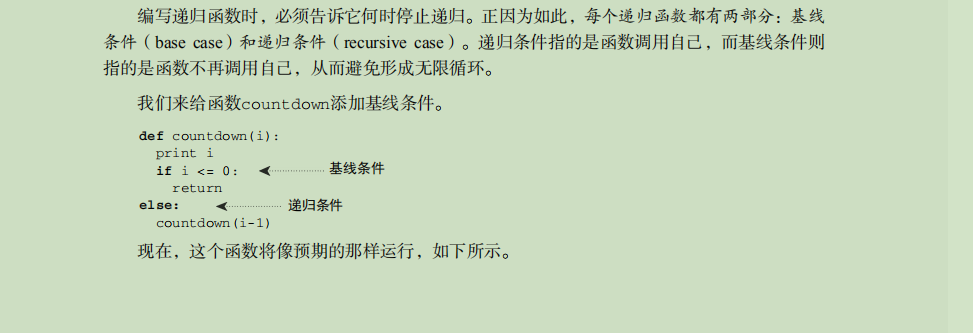 编写递归函数时，必须告诉它何时停止递归。正因为如此，每个递归函数都有两部分：基线
条件（base case）和递归条件（recursive case）。递归条件指的是函数调用自己，而基线条件则
指的是函数不再调用自己，从而避免形成无限循环。
我们来给函数countdown添加基线条件。
def countdown(i):
  print i
  if i <= 0: 基线条件
    return
else: 递归条件
  countdown(i-1)
现在，这个函数将像预期的那样运行，如下所示。